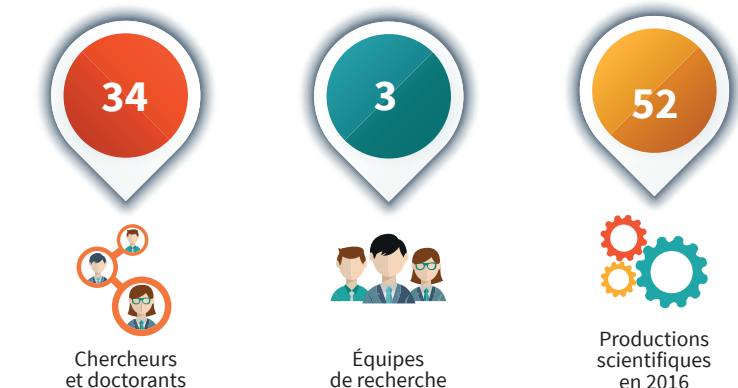 34
3
52
Chercheurs
et doctorants
Équipes
de recherche
Productions
scientifiques
en 2016